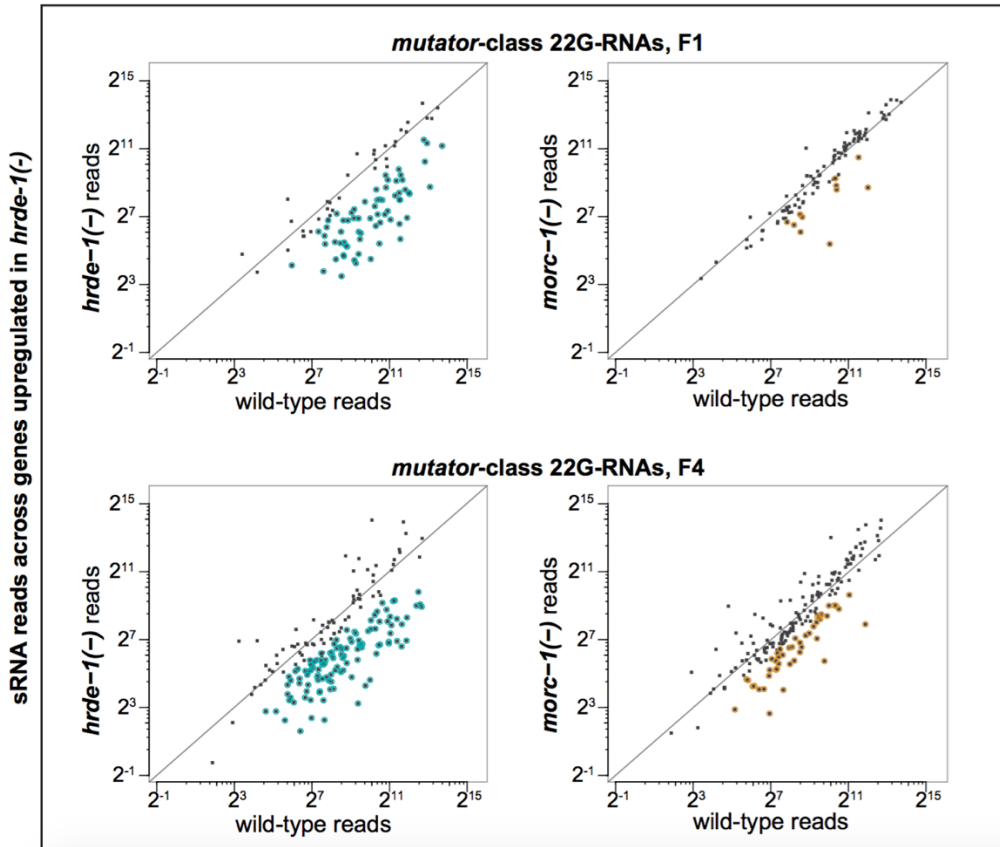 sRNA reads across genes upregulated in hrde-1(-)
mutator-class 22G-RNAs, F1
hrde−1(−) reads
2^15
2^11
2^7
2^3
2^-1
2^-1 2^3 2^7 2^11 2^15
wild-type reads
morc−1(−) reads
2^15
2^11
2^7
2^3
2^-1
2^-1 2^3 2^7 2^11 2^15
wild-type reads
mutator-class 22G-RNAs, F4
hrde−1(−) reads
2^15
2^11
2^7
2^3
2^-1
2^-1 2^3 2^7 2^11 2^15
wild-type reads
morc−1(−) reads
2^15
2^11
2^7
2^3
2^-1
2^-1 2^3 2^7 2^11 2^15
wild-type reads